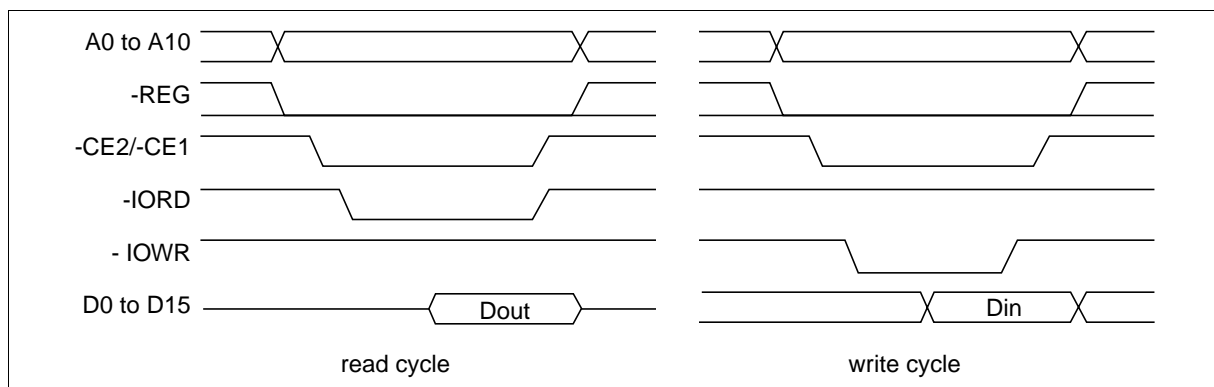 A0 to A10
-REG
-CE2/-CE1
-IORD
- IOWR
D0 to D15
Dout
Din
read cycle
write cycle